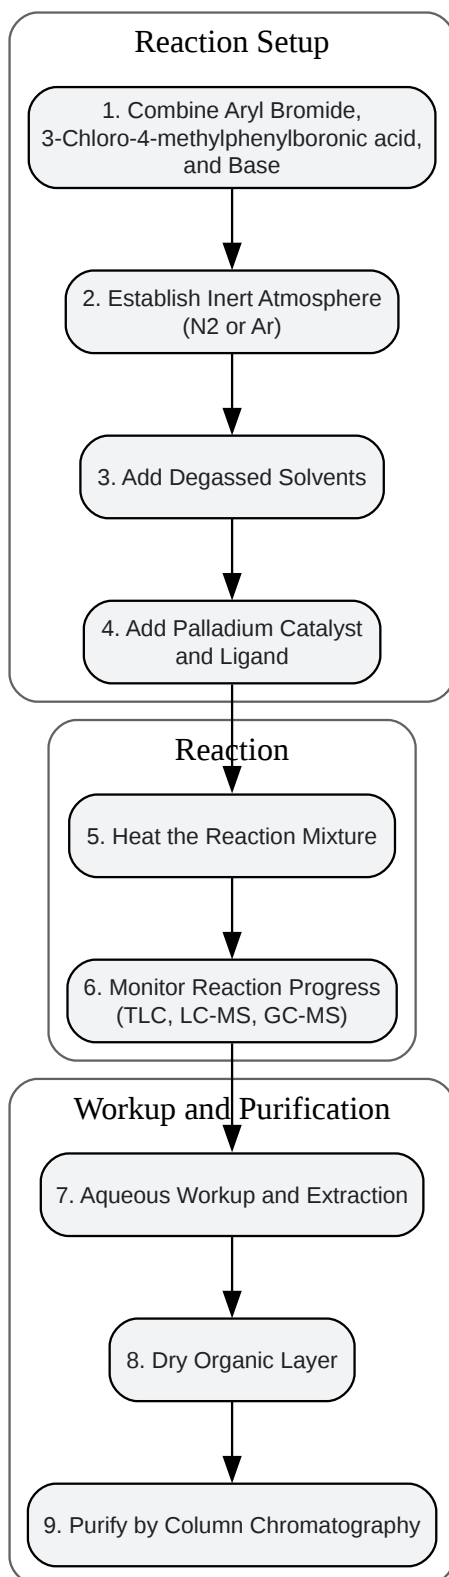 Reaction Setup
1. Combine Aryl Bromide,
3-Chloro-4-methylphenylboronic acid,
and Base
2. Establish Inert Atmosphere
(N2 or Ar)
3. Add Degassed Solvents
4. Add Palladium Catalyst
and Ligand
Reaction
5. Heat the Reaction Mixture
6. Monitor Reaction Progress
(TLC, LC-MS, GC-MS)
Workup and Purification
7. Aqueous Workup and Extraction
8. Dry Organic Layer
9. Purify by Column Chromatography